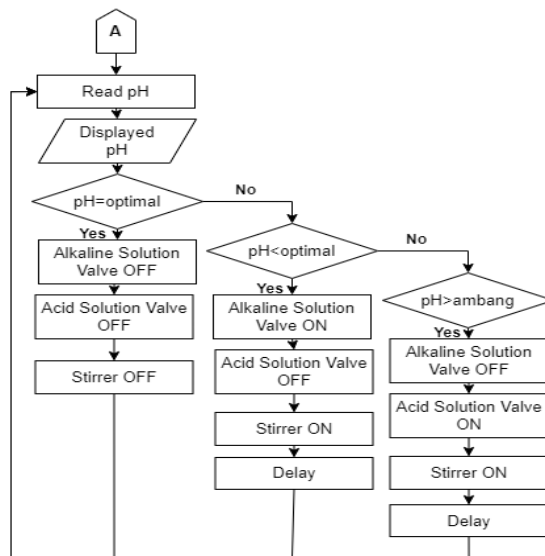 A
Read pH
Displayed
pH
pH=optimal
No
Yes
Alkaline Solution
Valve OFF
Acid Solution Valve
OFF
Stirrer OFF
pH<optimal
No
Yes
Alkaline Solution
Valve ON
Acid Solution Valve
OFF
Stirrer ON
Delay
pH>ambang
Yes
Alkaline Solution
Valve OFF
Acid Solution Valve
ON
Stirrer ON
Delay